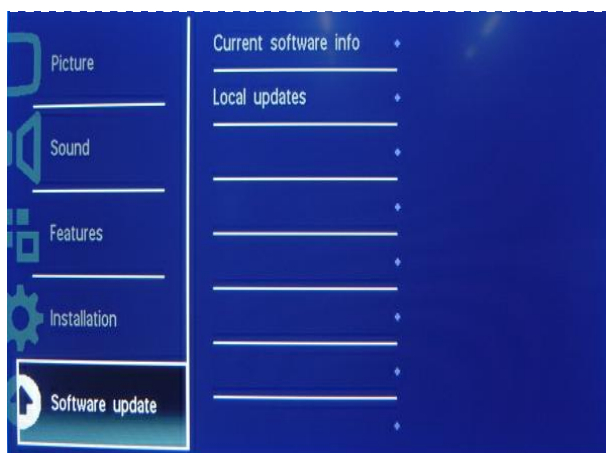 Picture
Sound
Features
Installation
Software update
Current software info
Local updates